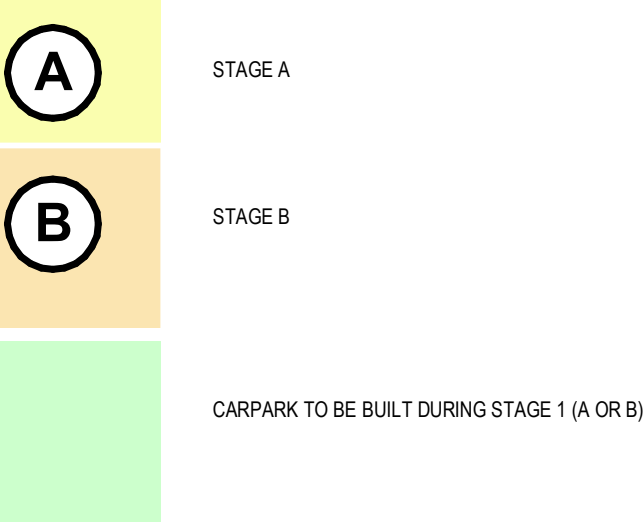 A STAGE A
B STAGE B
CARPARK TO BE BUILT DURING STAGE 1 (A OR B)